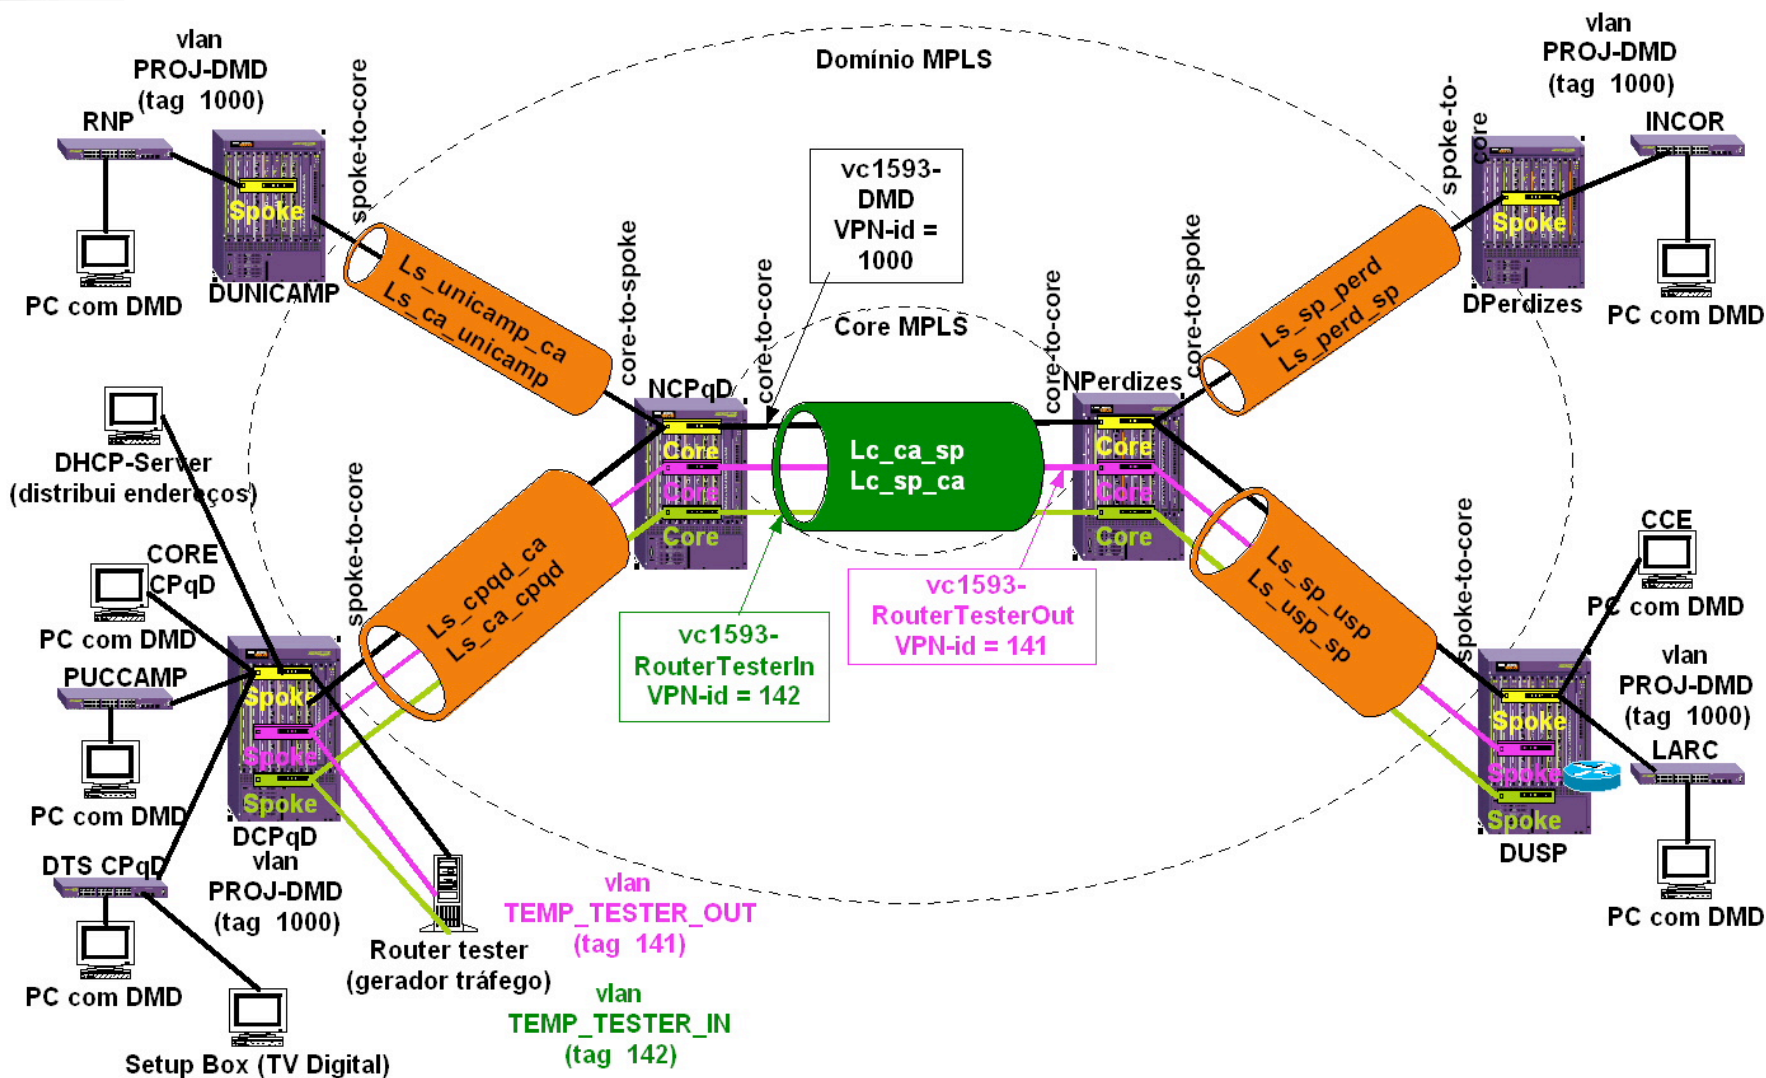 vlan
PROJ-DMD
(tag 1000)
RNP
PC com DMD
Spoke
DUNICAMP
spoke-to-core
Ls_unicamp_ca
Ls_ca_unicamp
Domínio MPLS
vc1593-
DMD
VPN-id =
1000
Core MPLS
vlan
PROJ-DMD
(tag 1000)
INCOR
spoke-to-
core
Spoke
DPerdizes
PC com DMD
Ls_sp_perd
Ls_perd_sp
core-to-spoke
core-to-core
NCPqD
Core
Core
Core
Lc_ca_sp
Lc_sp_ca
core-to-core
core-to-spoke
NPerdizes
Core
Core
Core
DHCP-Server
(distribui endereços)
CORE
CPqD
PC com DMD
PUCCAMP
PC com DMD
spoke-to-core
Spoke
Spoke
Spoke
DCPqD
vlan
PROJ-DMD
(tag 1000)
Ls_cpqd_ca
Ls_ca_cpqd
DTS CPqD
PC com DMD
Setup Box (TV Digital)
Router tester
(gerador tráfego)
vc1593-
RouterTesterIn
VPN-id = 142
vc1593-
RouterTesterOut
VPN-id = 141
vlan
TEMP_TESTER_OUT
(tag 141)
vlan
TEMP_TESTER_IN
(tag 142)
Ls_sp_usp
Ls_usp_sp
spoke-to-core
CCE
PC com DMD
vlan
PROJ-DMD
(tag 1000)
Spoke
Spoke
Spoke
DUSP
LARC
PC com DMD